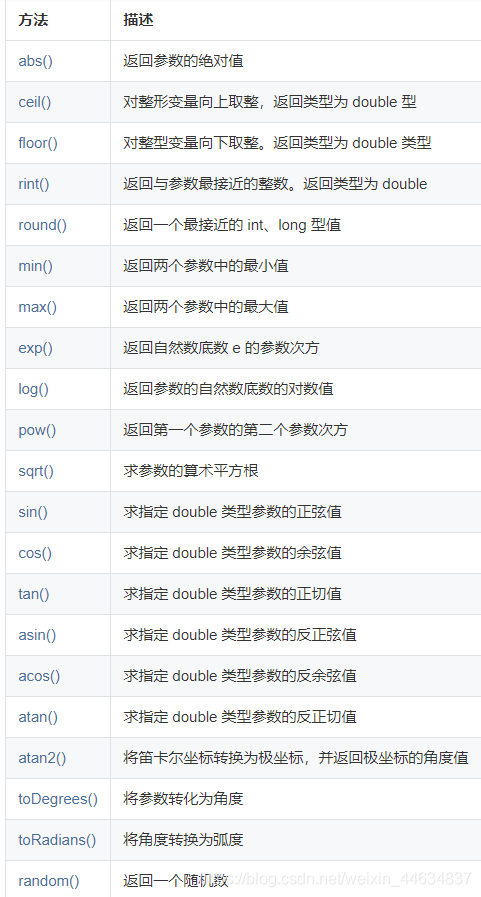 方法 描述
abs() 返回参数的绝对值
ceil() 对整形变量向上取整，返回类型为 double 型
floor() 对整型变量向下取整。返回类型为 double 类型
rint() 返回与参数最接近的整数。返回类型为 double
round() 返回一个最接近的 int、long 型值
min() 返回两个参数中的最小值
max() 返回两个参数中的最大值
exp() 返回自然数底数 e 的参数次方
log() 返回参数的自然数底数的对数值
pow() 返回第一个参数的第二个参数次方
sqrt() 求参数的算术平方根
sin() 求指定 double 类型参数的正弦值
cos() 求指定 double 类型参数的余弦值
tan() 求指定 double 类型参数的正切值
asin() 求指定 double 类型参数的反正弦值
acos() 求指定 double 类型参数的反余弦值
atan() 求指定 double 类型参数的反正切值
atan2() 将笛卡尔坐标转换为极坐标，并返回极坐标的角度值
toDegrees() 将参数转化为角度
toRadians() 将角度转换为弧度
random() 返回一个随机数
blog.csdn.net/weixin_44634837